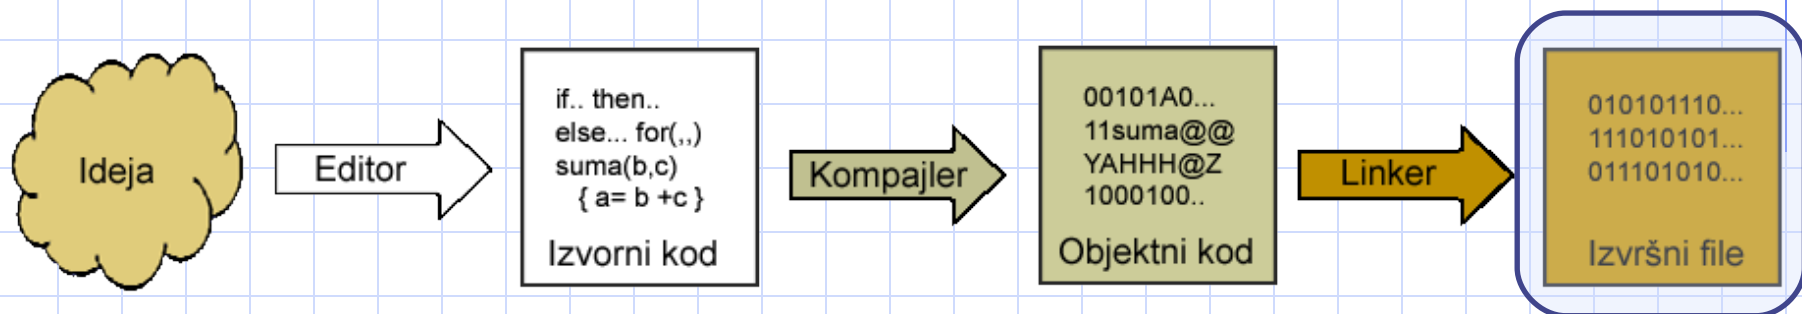 Ideja
Editor
if.. then..
else... for(,,)
suma(b,c)
{ a= b +c }
Izvorni kod
Kompajler
00101A0...
11suma@@
YAHHH@Z
1000100..
Objektni kod
Linker
010101110...
111010101...
011101010...
Izvršni file